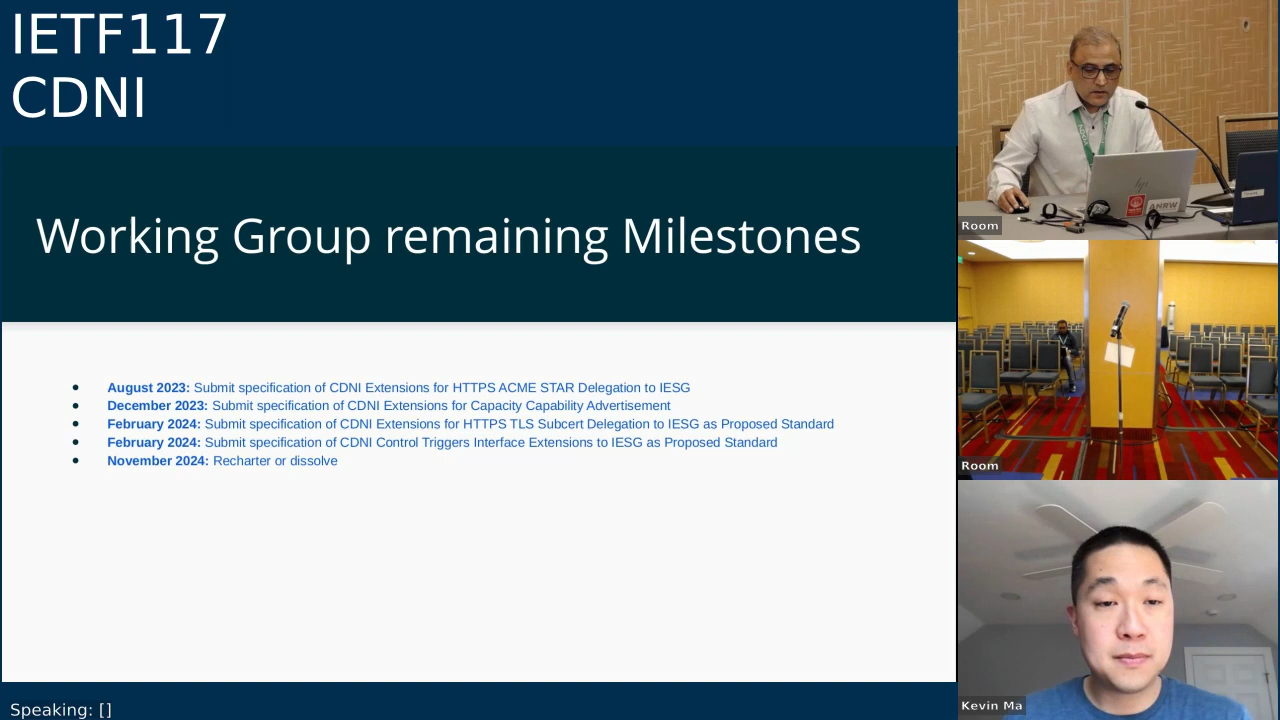 IETF117
CDNI
Working Group remaining Milestones
• August 2023: Submit specification of CDNI Extensions for HTTPS ACME STAR Delegation to IESG
• December 2023: Submit specification of CDNI Extensions for Capacity Capability Advertisement
• February 2024: Submit specification of CDNI Extensions for HTTPS TLS Subcert Delegation to IESG as Proposed Standard
• February 2024: Submit specification of CDNI Control Triggers Interface Extensions to IESG as Proposed Standard
• November 2024: Recharter or dissolve
Speaking: []
Room
ANRW
Room
Kevin Ma